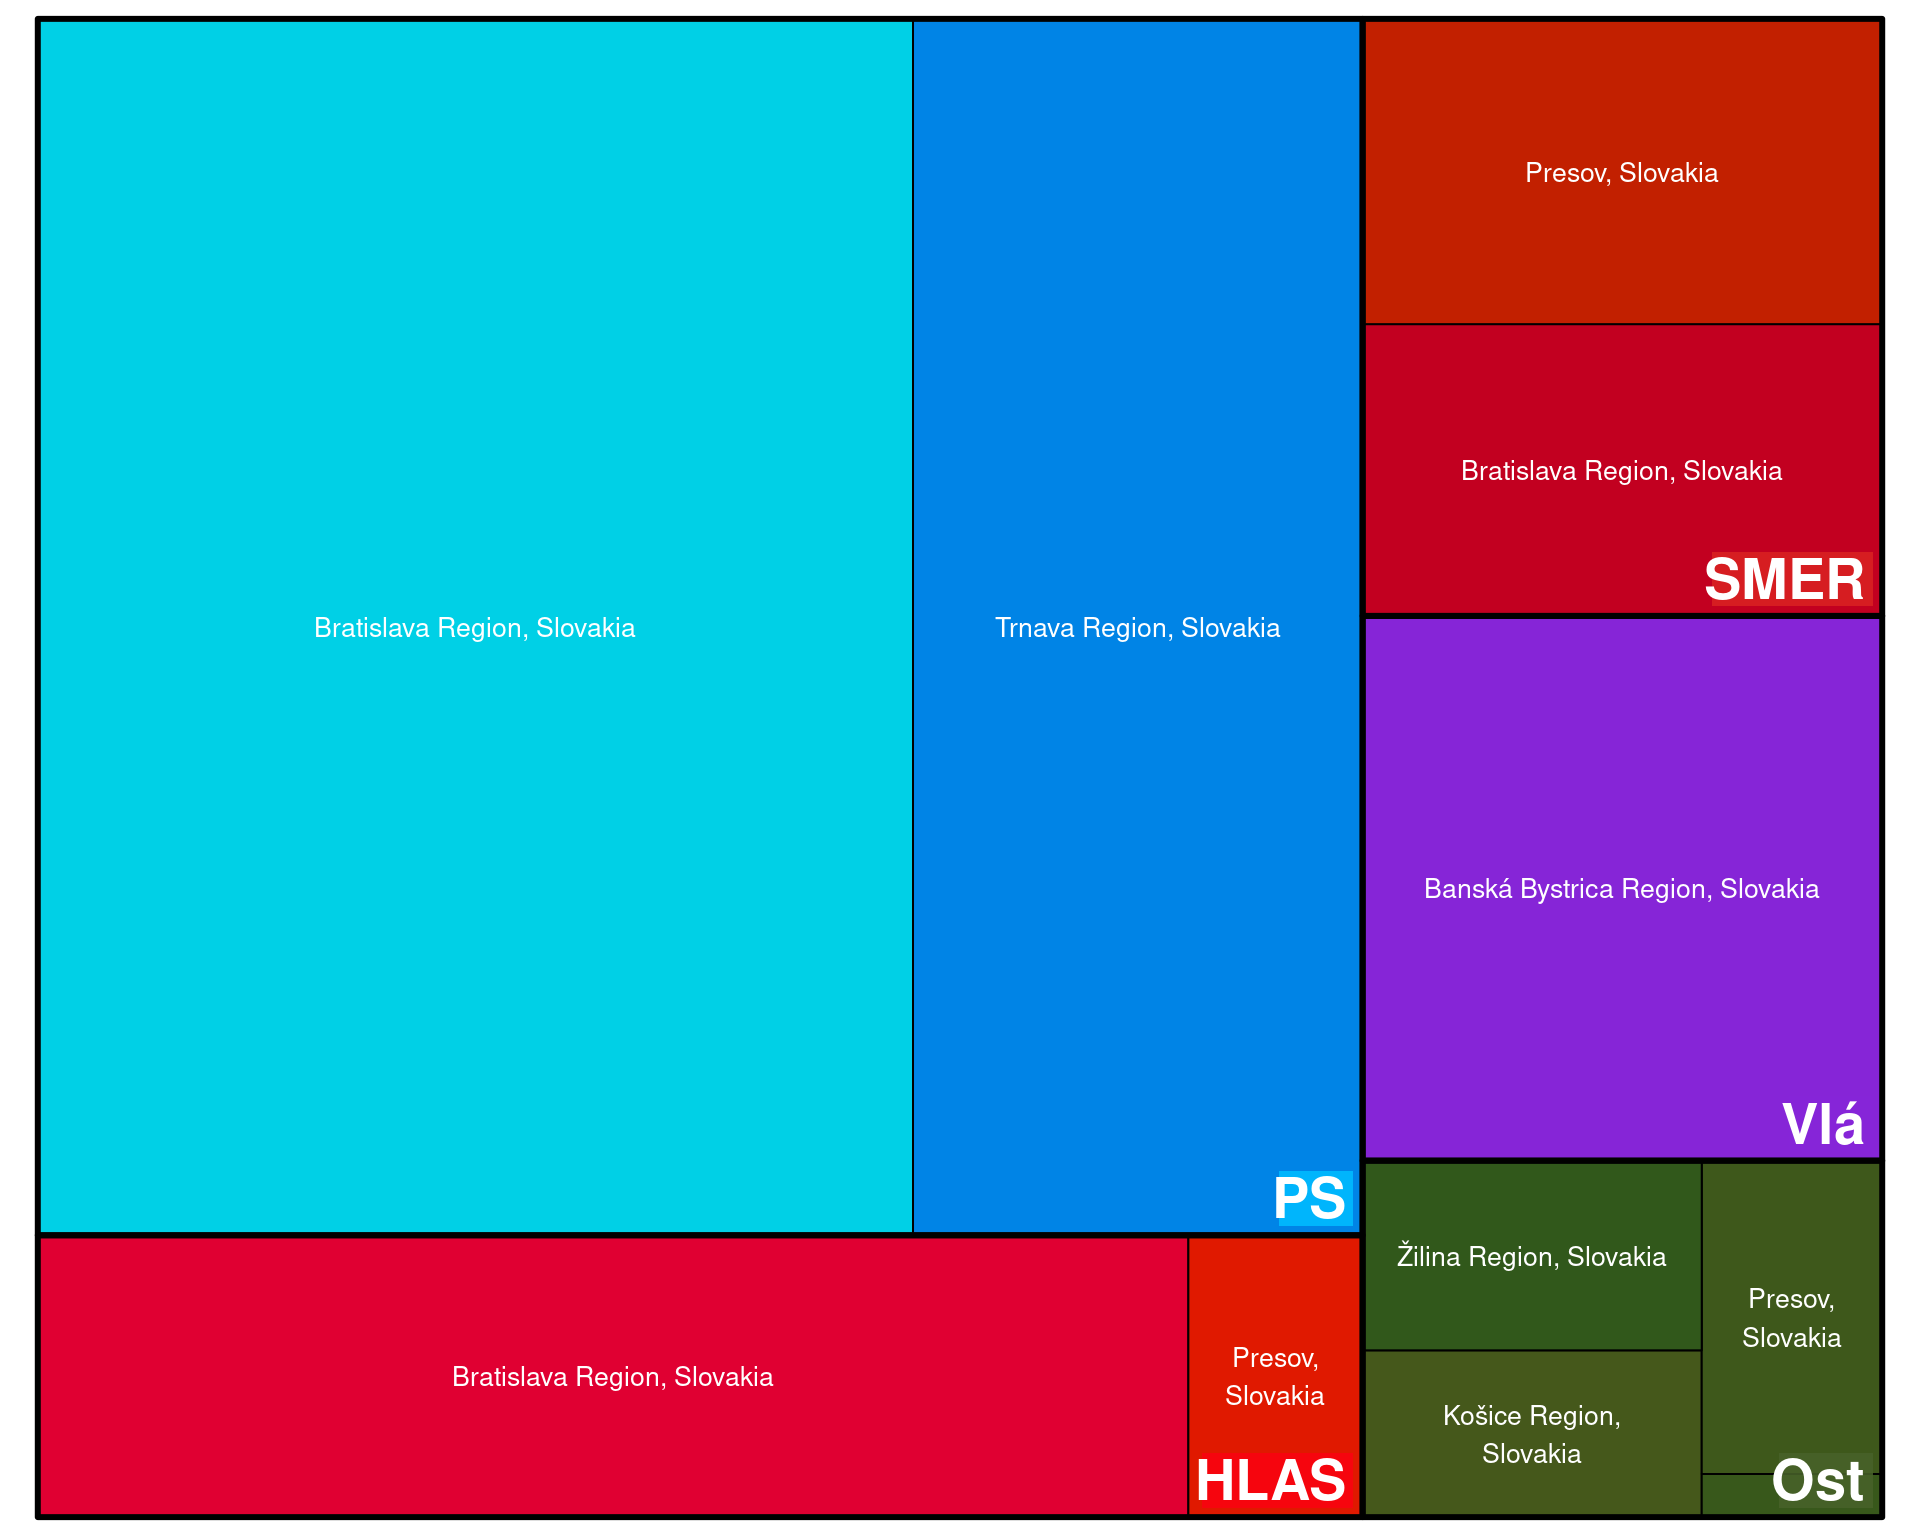 Bratislava Region, Slovakia
Trnava Region, Slovakia
PS
Presov, Slovakia
Bratislava Region, Slovakia
SMER
Banská Bystrica Region, Slovakia
Vlá
Bratislava Region, Slovakia
Presov,
Slovakia
HLAS
Žilina Region, Slovakia
Košice Region,
Slovakia
Presov,
Slovakia
Ost